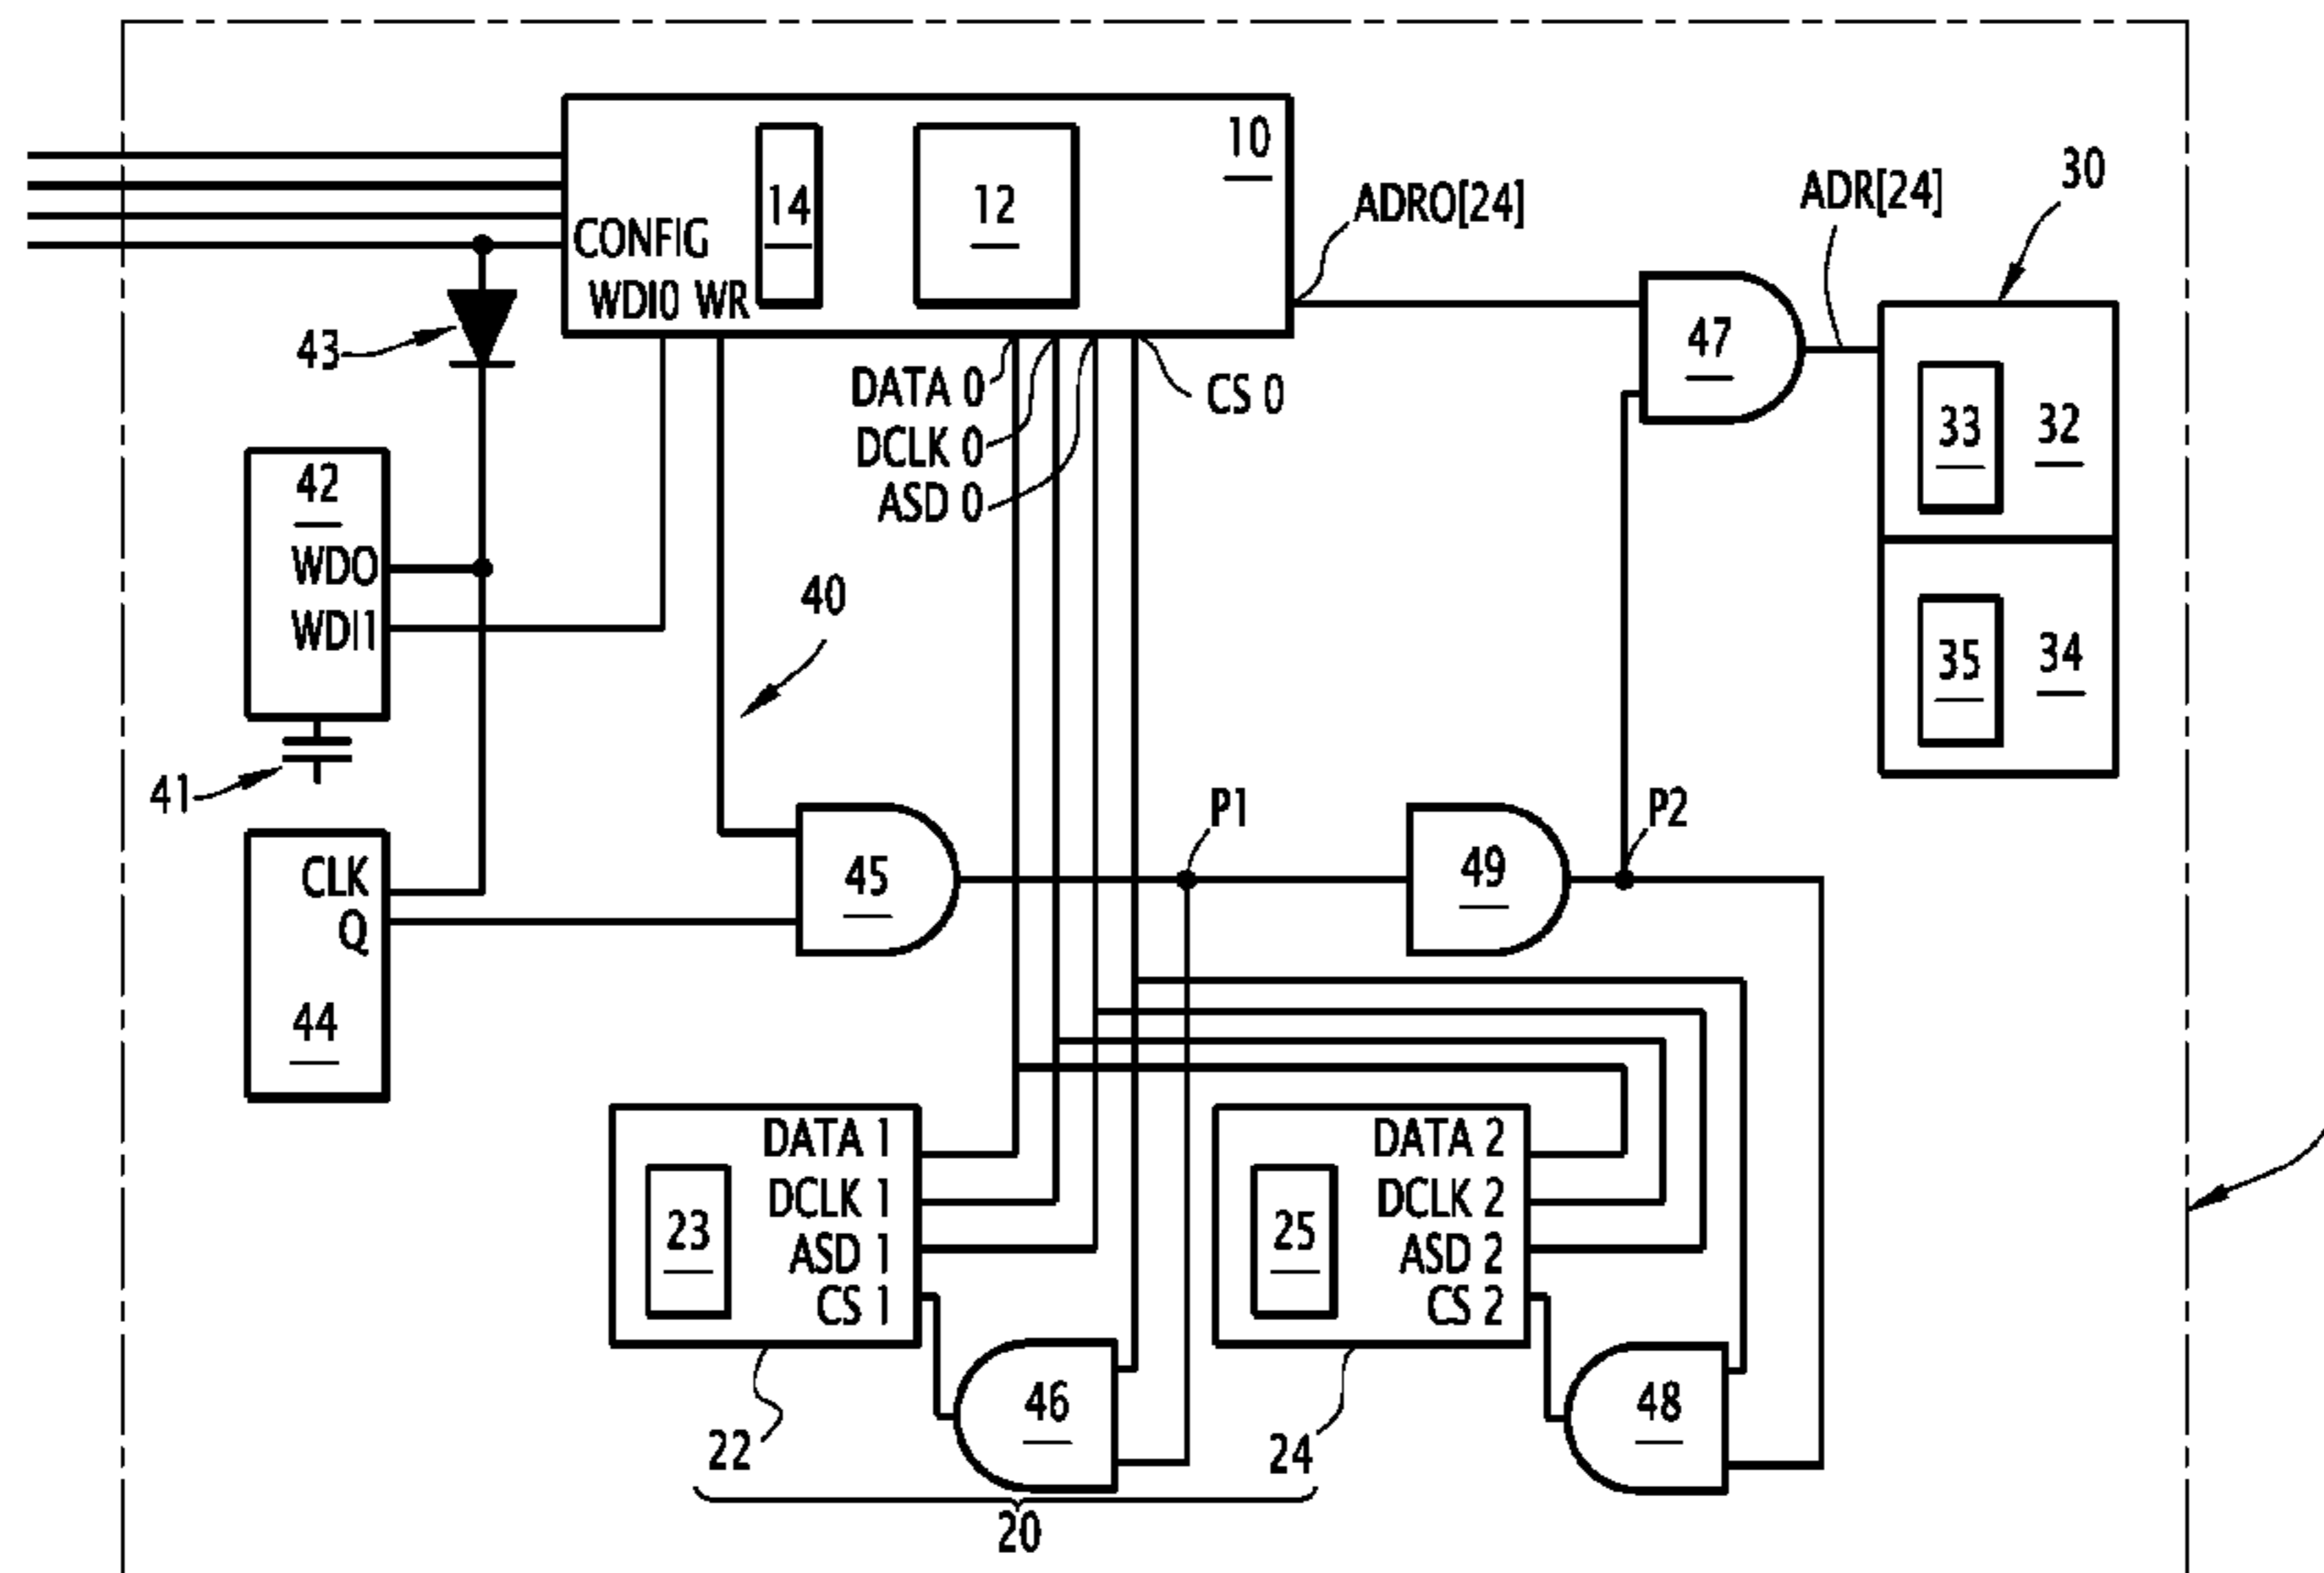 10
14
12
CONFIG
WDI0 WR
ADRO[24]
ADR[24]
30
43
47
DATA 0
DCLK 0
ASD 0
CS 0
33
32
42
WDO
WDI1
40
35
34
41
P1
P2
45
49
CLK
Q
44
DATA 1
DCLK 1
ASD 1
CS 1
23
DATA 2
DCLK 2
ASD 2
CS 2
25
46
48
22
24
20